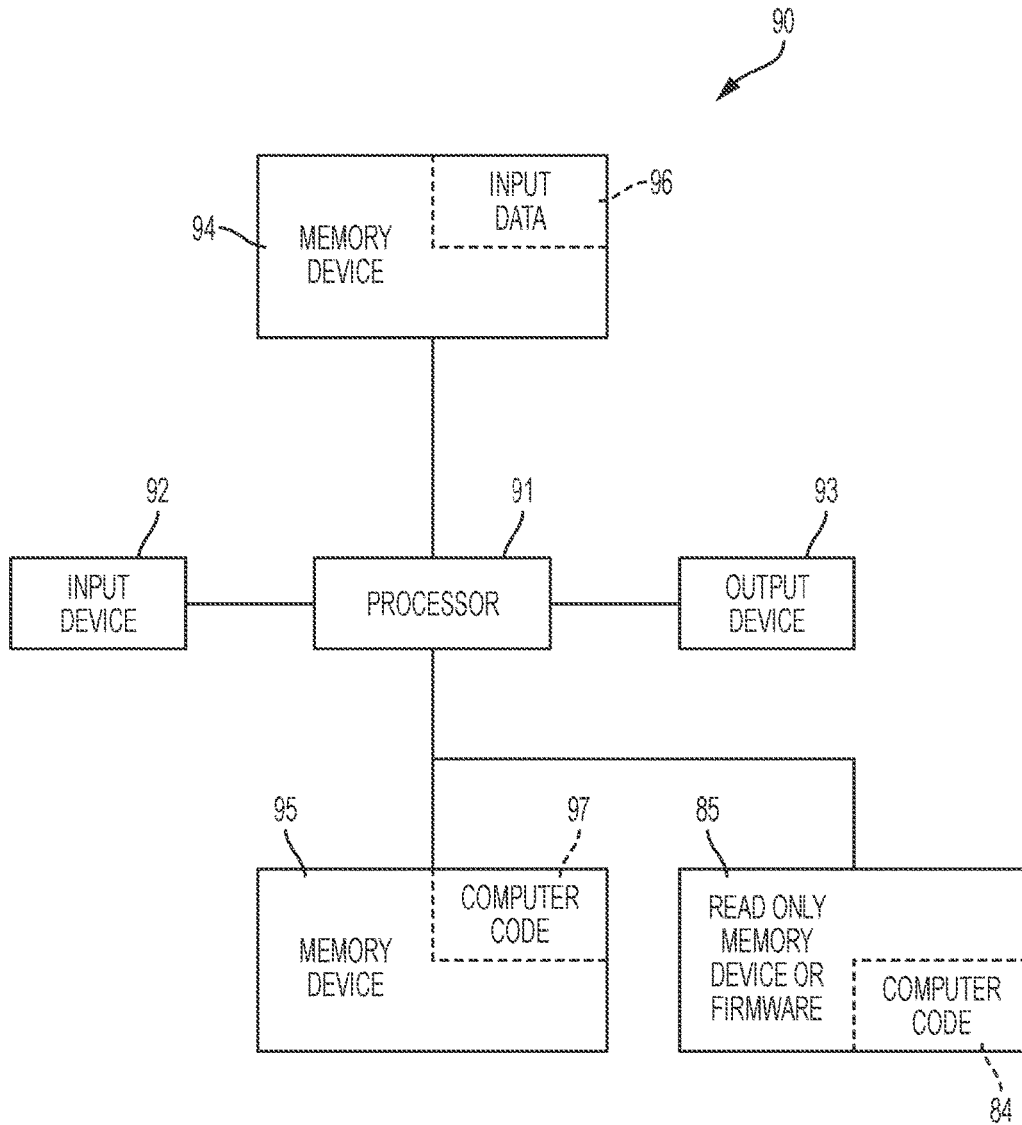 90
INPUT
DATA
96
94
MEMORY
DEVICE
92
91
93
INPUT
DEVICE
PROCESSOR
OUTPUT
DEVICE
95
97
85
COMPUTER
CODE
MEMORY
DEVICE
READ ONLY
MEMORY
DEVICE OR
FIRMWARE
COMPUTER
CODE
84